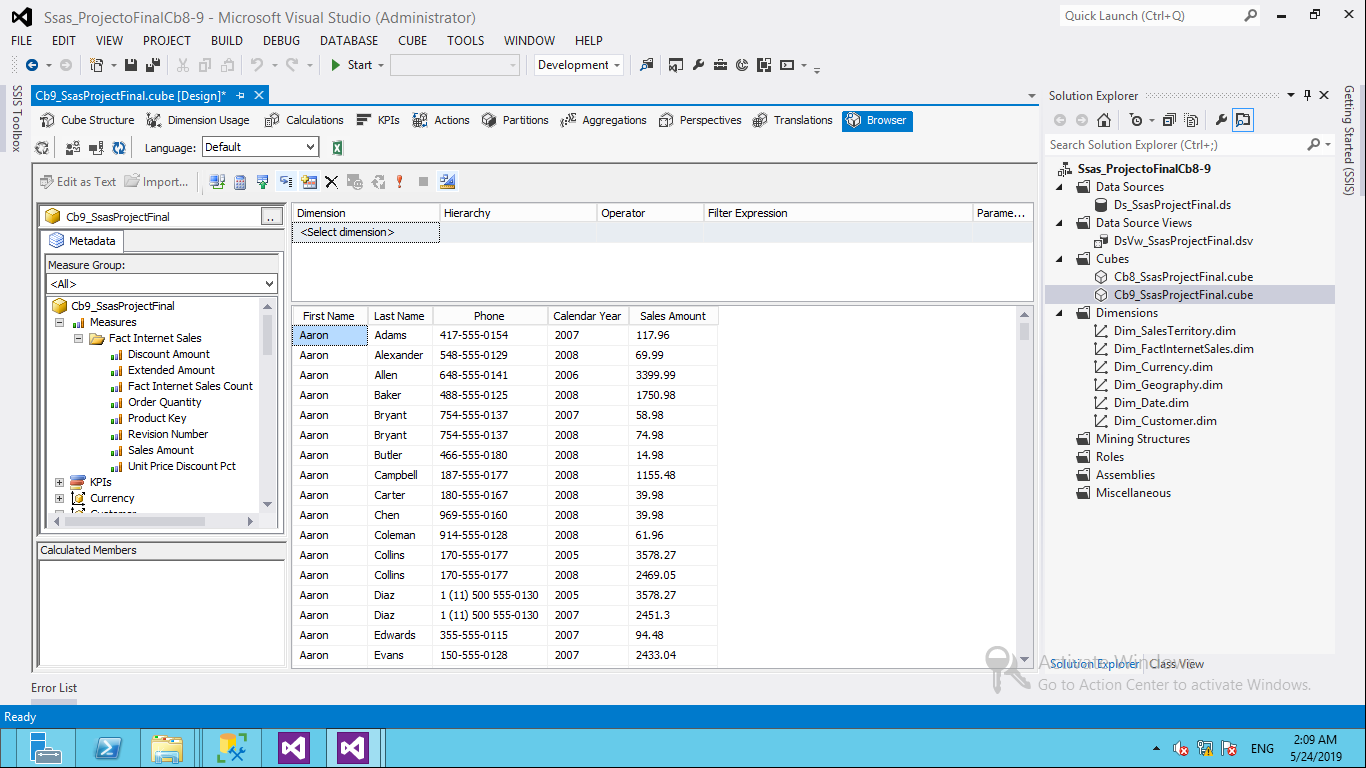 Ssas_ProjectoFinalCb8-9 - Microsoft Visual Studio (Administrator)
Quick Launch (Ctrl+Q)
FILE EDIT VIEW PROJECT BUILD DEBUG DATABASE CUBE TOOLS WINDOW HELP
Start Development
SSIS Toolbox
Cb9_SsasProjectFinal.cube [Design]*
Cube Structure Dimension Usage Calculations KPIs Actions Partitions Aggregations Perspectives Translations Browser
Language: Default
Edit as Text Import...
Cb9_SsasProjectFinal ..
Metadata
Measure Group:
<All>
Cb9_SsasProjectFinal
Measures
Fact Internet Sales
Discount Amount
Extended Amount
Fact Internet Sales Count
Order Quantity
Product Key
Revision Number
Sales Amount
Unit Price Discount Pct
KPIs
Currency
Calculated Members
Dimension Hierarchy Operator Filter Expression Parame...
<Select dimension>
First Name Last Name Phone Calendar Year Sales Amount
Aaron Adams 417-555-0154 2007 117.96
Aaron Alexander 548-555-0129 2008 69.99
Aaron Allen 648-555-0141 2006 3399.99
Aaron Baker 488-555-0125 2008 1750.98
Aaron Bryant 754-555-0137 2007 58.98
Aaron Bryant 754-555-0137 2008 74.98
Aaron Butler 466-555-0180 2008 14.98
Aaron Campbell 187-555-0177 2008 1155.48
Aaron Carter 180-555-0167 2008 39.98
Aaron Chen 969-555-0160 2008 39.98
Aaron Coleman 914-555-0128 2008 61.96
Aaron Collins 170-555-0177 2005 3578.27
Aaron Collins 170-555-0177 2008 2469.05
Aaron Diaz 1 (11) 500 555-0130 2005 3578.27
Aaron Diaz 1 (11) 500 555-0130 2007 2451.3
Aaron Edwards 355-555-0115 2007 94.48
Aaron Evans 150-555-0128 2007 2433.04
Solution Explorer
Search Solution Explorer (Ctrl+;)
Ssas_ProjectoFinalCb8-9
Data Sources
Ds_SsasProjectFinal.ds
Data Source Views
DsVw_SsasProjectFinal.dsv
Cubes
Cb8_SsasProjectFinal.cube
Cb9_SsasProjectFinal.cube
Dimensions
Dim_SalesTerritory.dim
Dim_FactInternetSales.dim
Dim_Currency.dim
Dim_Geography.dim
Dim_Date.dim
Dim_Customer.dim
Mining Structures
Roles
Assemblies
Miscellaneous
Getting Started (SSIS)
Solution Explorer Class View
Activate Windows
Go to Action Center to activate Windows.
Error List
Ready
ENG
2:09 AM
5/24/2019